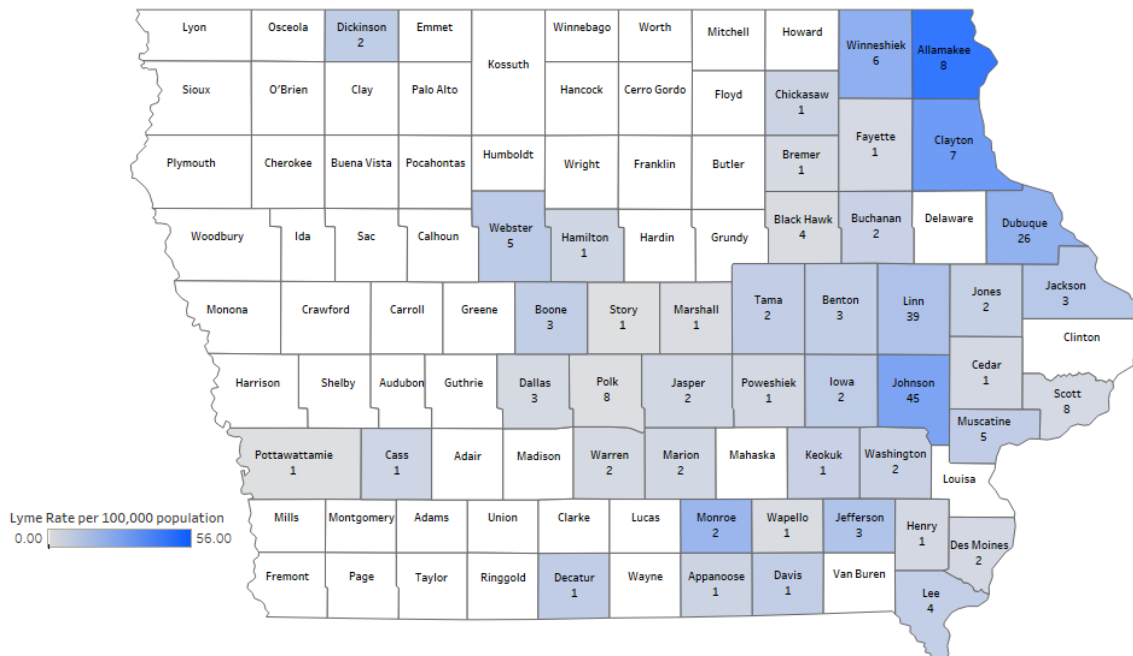 Lyon
Osceola
Dickinson
2
Emmet
Winnebago
Worth
Mitchell
Howard
Winneshiek
6
Allamakee
8
Kossuth
Sioux
O'Brien
Clay
Palo Alto
Hancock
Cerro Gordo
Floyd
Chickasaw
1
Fayette
1
Clayton
7
Plymouth
Cherokee
Buena Vista
Pocahontas
Humboldt
Wright
Franklin
Butler
Bremer
1
Woodbury
Ida
Sac
Calhoun
Webster
5
Hamilton
1
Hardin
Grundy
Black Hawk
4
Buchanan
2
Delaware
Dubuque
26
Monona
Crawford
Carroll
Greene
Boone
3
Story
1
Marshall
1
Tama
2
Benton
3
Linn
39
Jones
2
Jackson
3
Clinton
Harrison
Shelby
Audubon
Guthrie
Dallas
3
Polk
8
Jasper
2
Poweshiek
1
Iowa
2
Johnson
45
Cedar
1
Scott
8
Muscatine
5
Pottawattamie
1
Cass
1
Adair
Madison
Warren
2
Marion
2
Mahaska
Keokuk
1
Washington
2
Louisa
Lyme Rate per 100,000 population
0.00
56.00
Mills
Montgomery
Adams
Union
Clarke
Lucas
Monroe
2
Wapello
1
Jefferson
3
Henry
1
Des Moines
2
Fremont
Page
Taylor
Ringgold
Decatur
1
Wayne
Appanoose
1
Davis
1
Van Buren
Lee
4